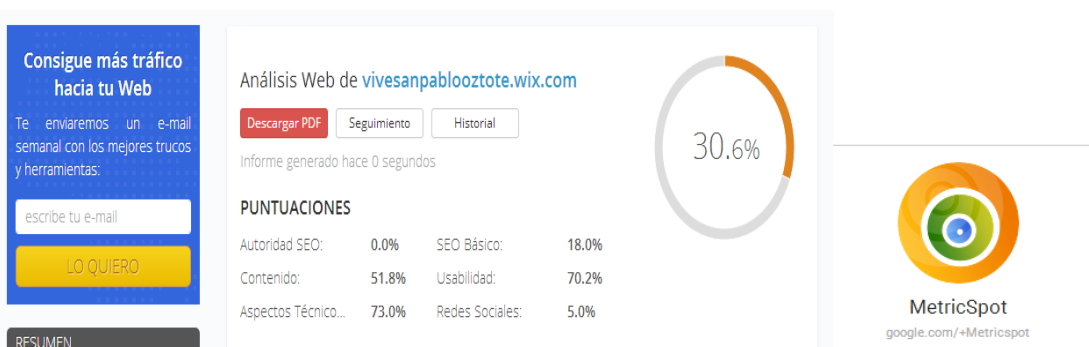 Consigue más tráfico
hacia tu Web
Te enviaremos un e-mail
semanal con los mejores trucos
y herramientas:
escribe tu e-mail
LO QUIERO
RESUMEN
Análisis Web de vivesanpablooztote.wix.com
Descargar PDF Seguimiento Historial
Informe generado hace 0 segundos
PUNTUACIONES
Autoridad SEO: 0.0% SEO Básico: 18.0%
Contenido: 51.8% Usabilidad: 70.2%
Aspectos Técnico... 73.0% Redes Sociales: 5.0%
30.6%
MetricSpot
google.com/+Metricspot